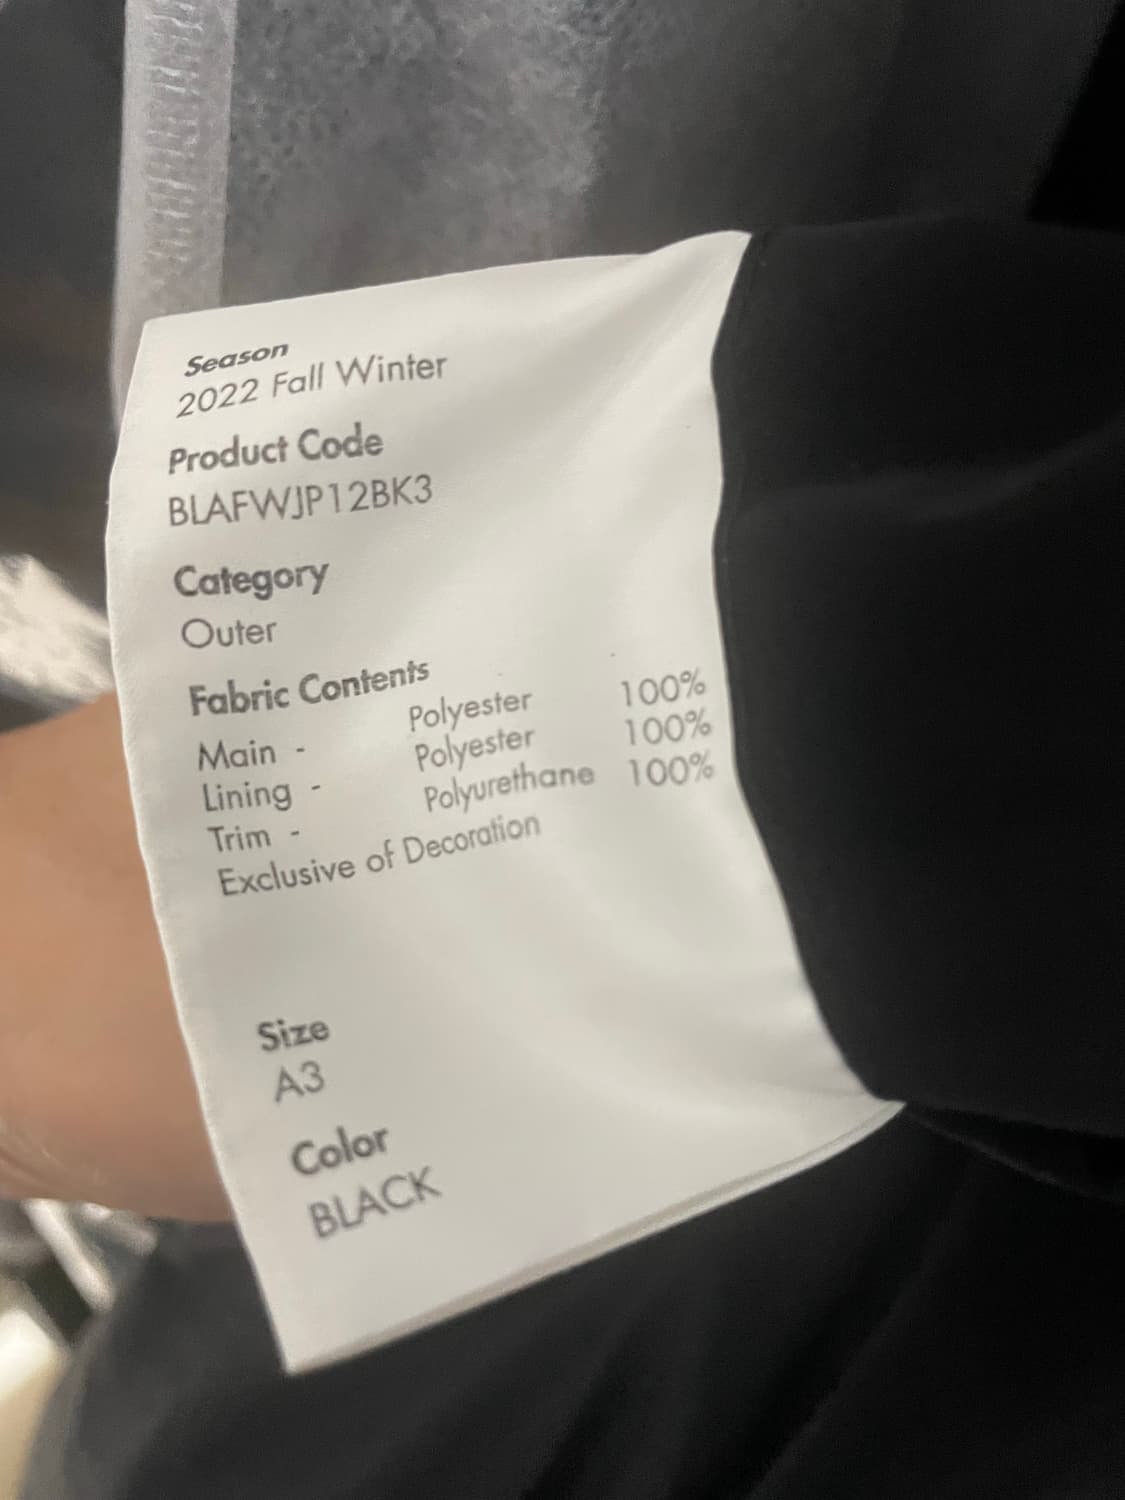 Season
2022 Fall Winter
Product Code
BLAFWJP12BK3
Category
Outer
Fabric Contents
Main - Polyester 100%
Lining - Polyester 100%
Trim - Polyurethane 100%
Exclusive of Decoration
Size
A3
Color
BLACK